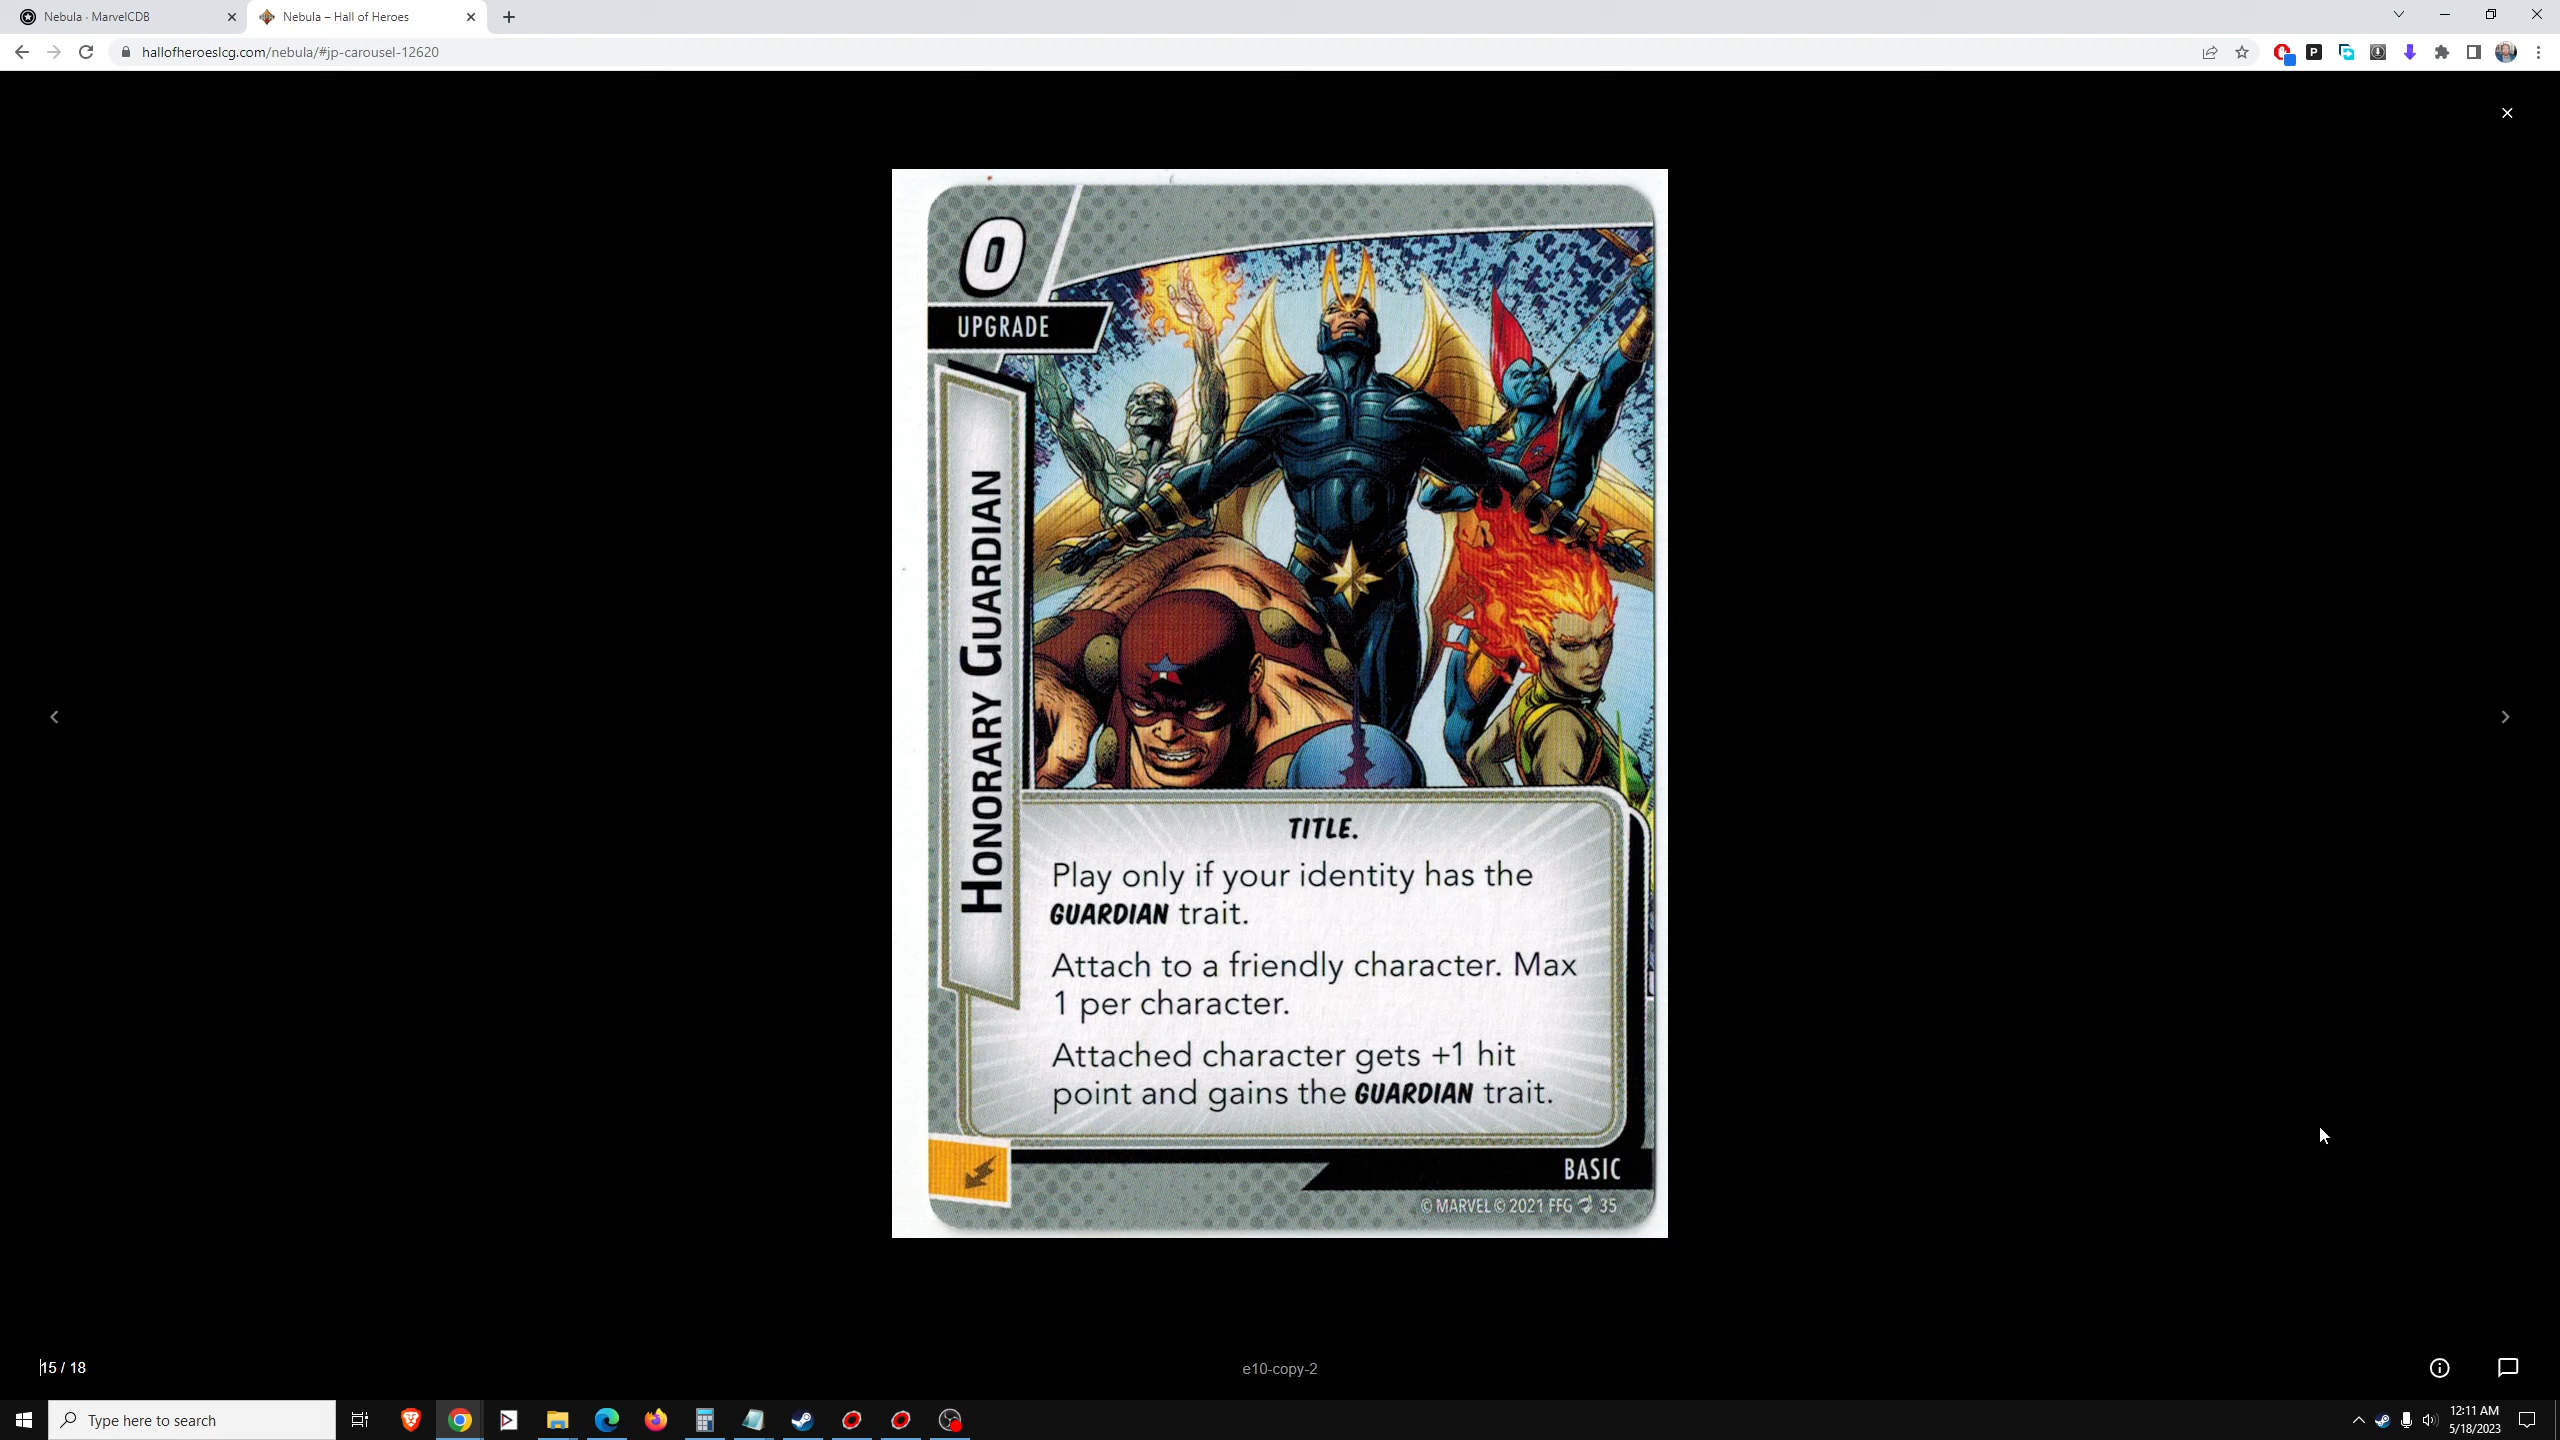 Nebula · MarvelCDB
Nebula – Hall of Heroes
hallofheroeslcg.com/nebula/#jp-carousel-12620
0
UPGRADE
HONORARY GUARDIAN
TITLE.
Play only if your identity has the
GUARDIAN trait.
Attach to a friendly character. Max
1 per character.
Attached character gets +1 hit
point and gains the GUARDIAN trait.
BASIC
© MARVEL © 2021 FFG 35
15 / 18
e10-copy-2
Type here to search
12:11 AM
5/18/2023